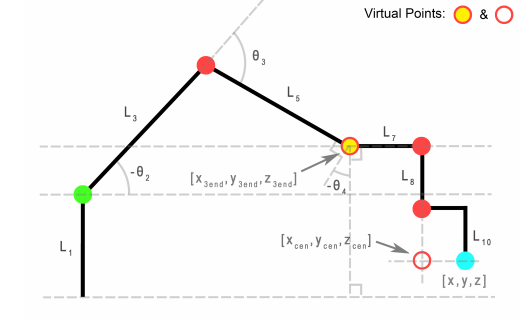 Virtual Points: &
θ3
L5
L3
L7
-θ2
[x3end,y3end,z3end]
-θ4
L8
L1
[xcen,ycen,zcen]
L10
[x,y,z]